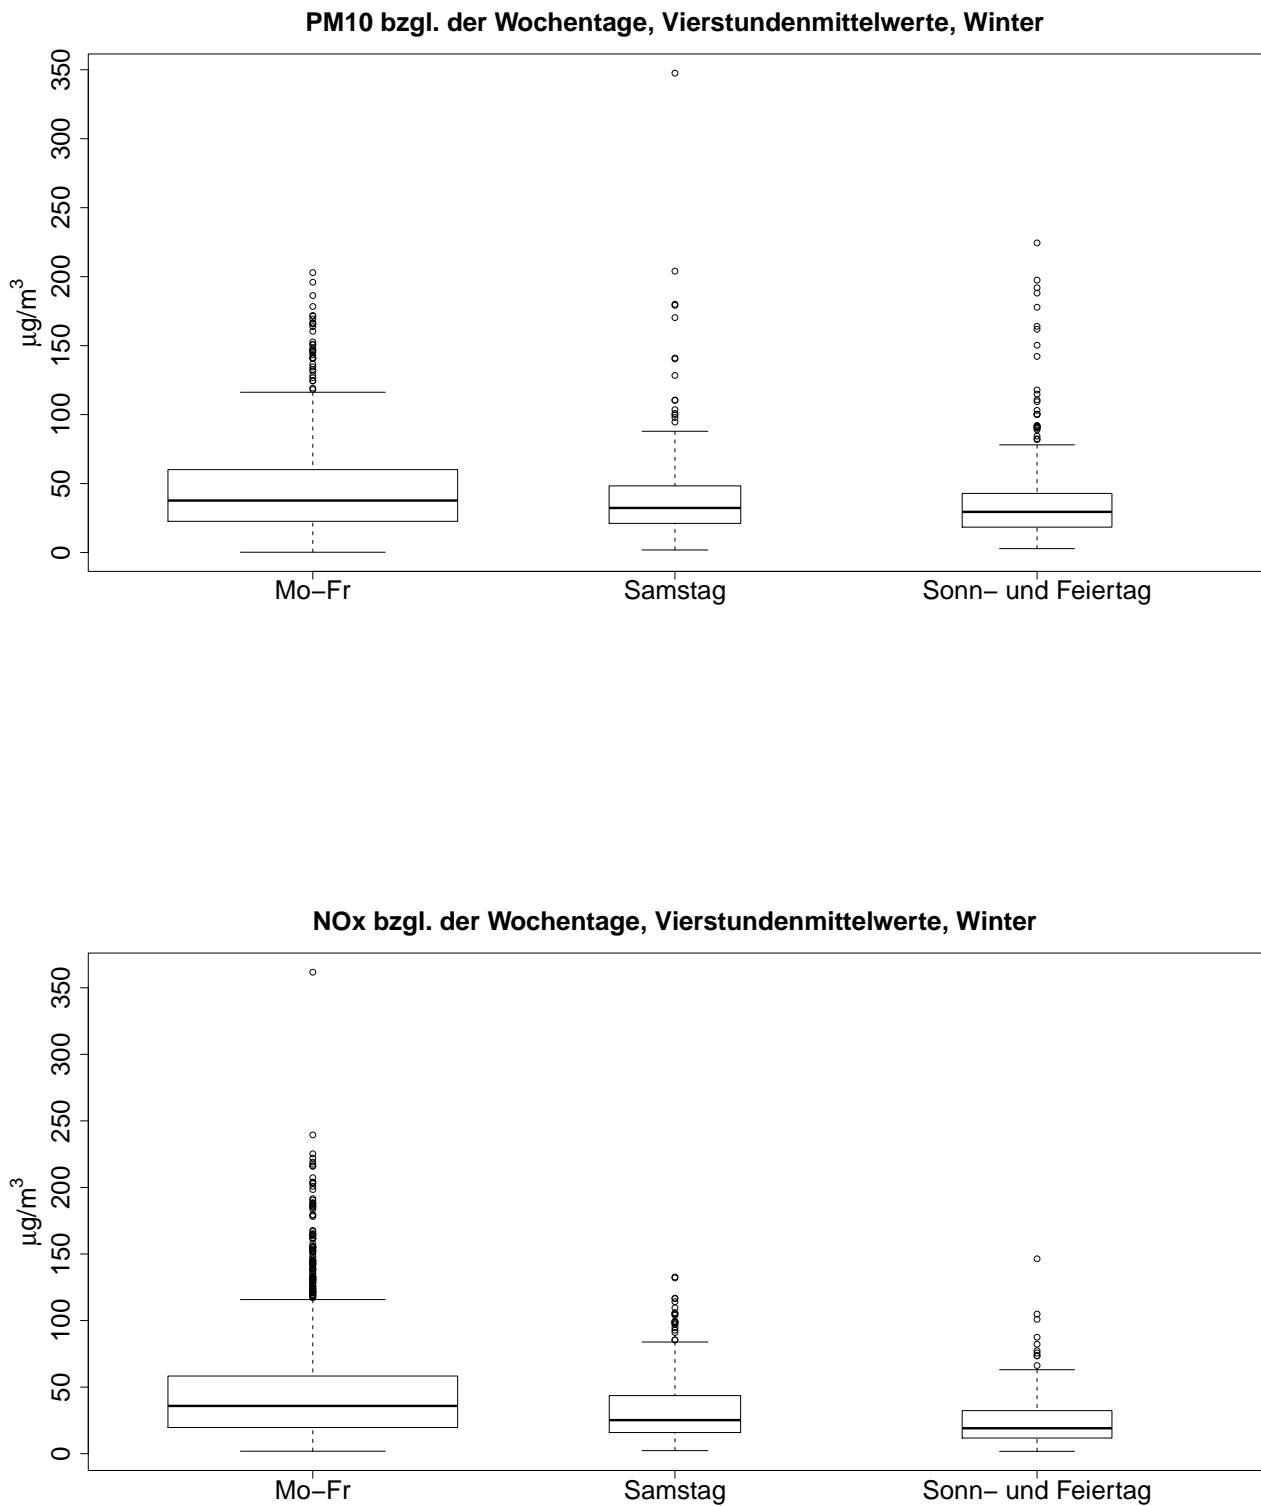 PM10 bzgl. der Wochentage, Vierstundenmittelwerte, Winter
350
300
250
200
150
100
50
0
µg/m³
Mo−Fr Samstag Sonn− und Feiertag
NOx bzgl. der Wochentage, Vierstundenmittelwerte, Winter
350
300
250
200
150
100
50
0
µg/m³
Mo−Fr Samstag Sonn− und Feiertag